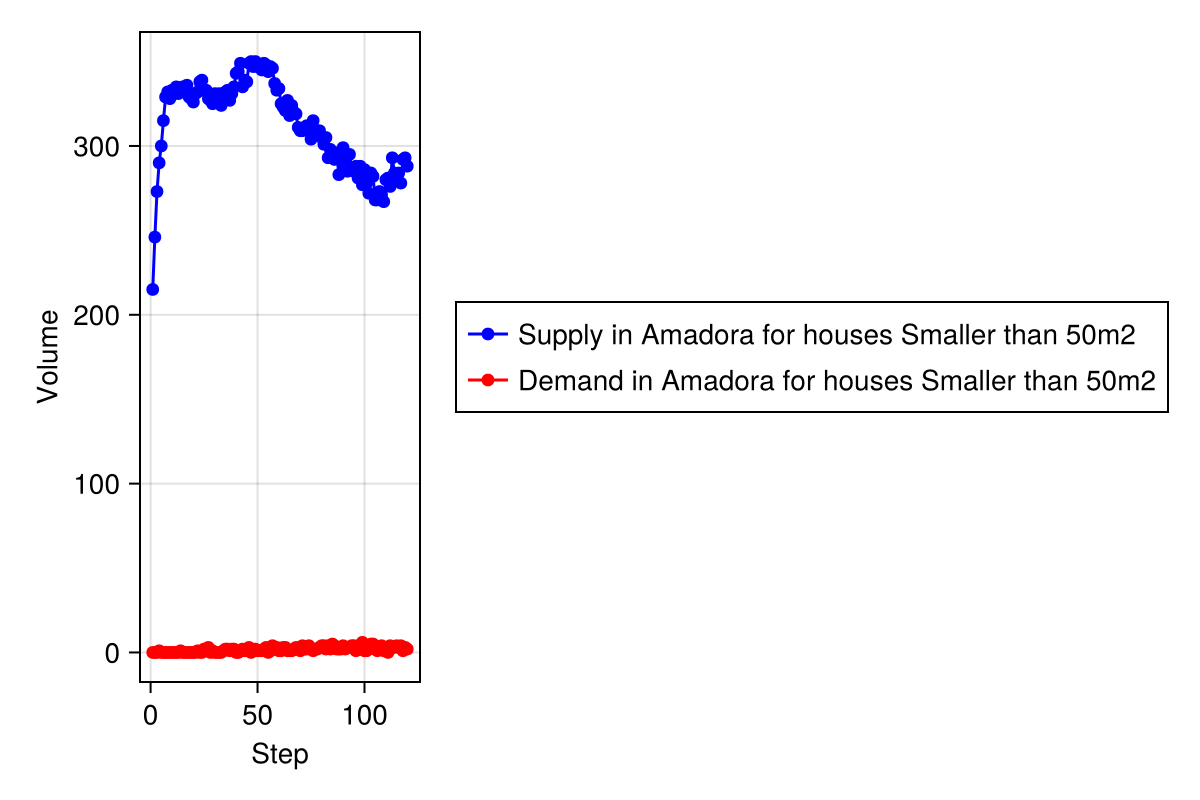 300
200
100
0
Volume
0 50 100
Step
Supply in Amadora for houses Smaller than 50m2
Demand in Amadora for houses Smaller than 50m2